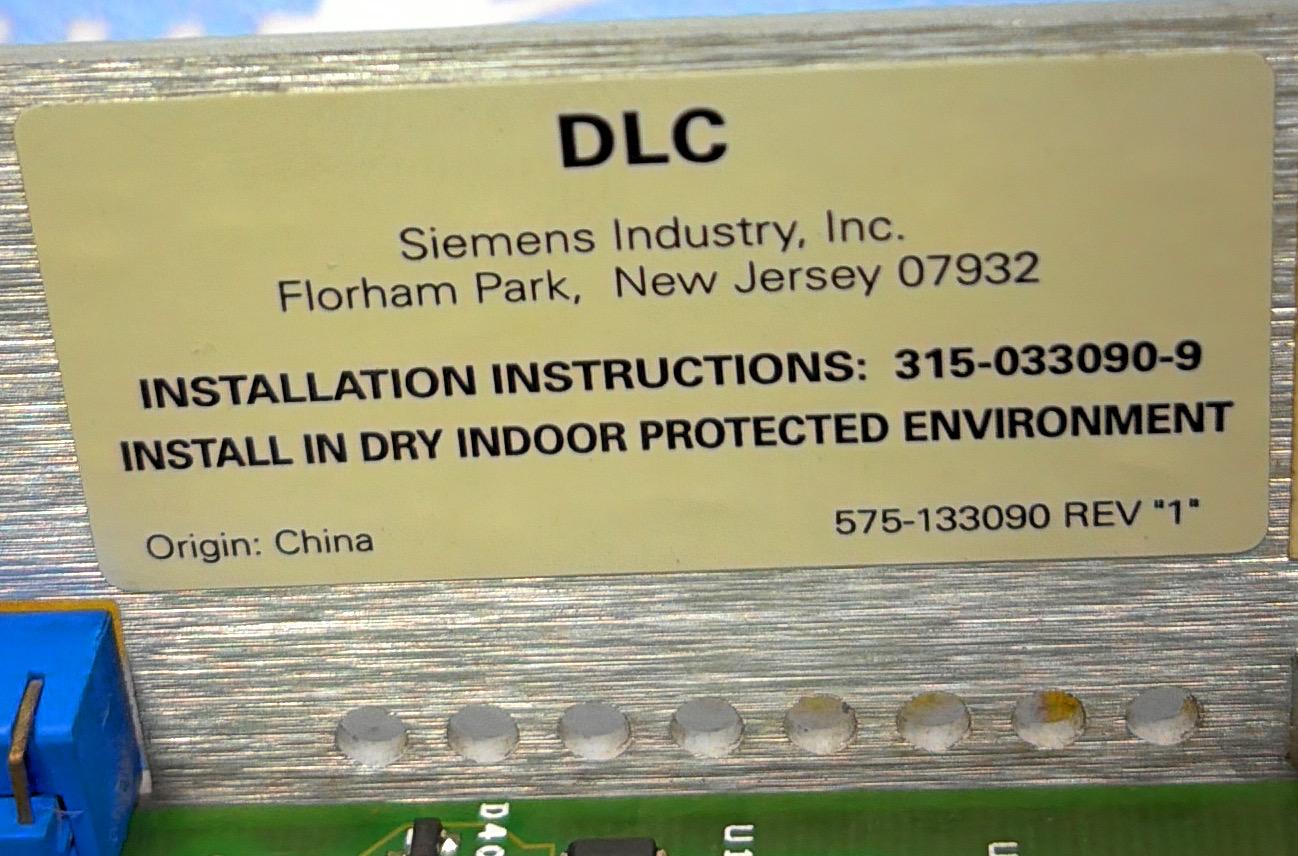 DLC
Siemens Industry, Inc.
Florham Park, New Jersey 07932
INSTALLATION INSTRUCTIONS: 315-033090-9
INSTALL IN DRY INDOOR PROTECTED ENVIRONMENT
Origin: China
575-133090 REV "1"